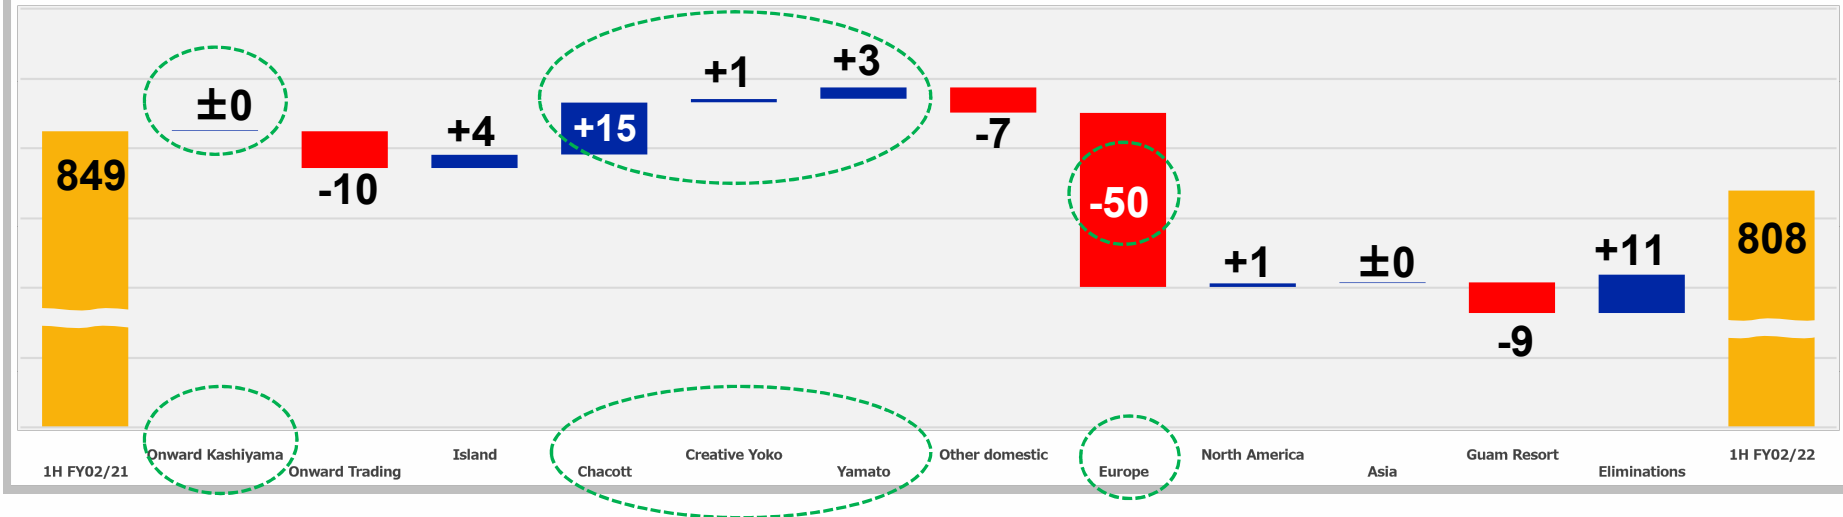 849
±0
-10
+4
+15
+1
+3
-7
-50
+1
±0
-9
+11
808
1H FY02/21
Onward Kashiyama
Onward Trading
Island
Chacott
Creative Yoko
Yamato
Other domestic
Europe
North America
Asia
Guam Resort
Eliminations
1H FY02/22